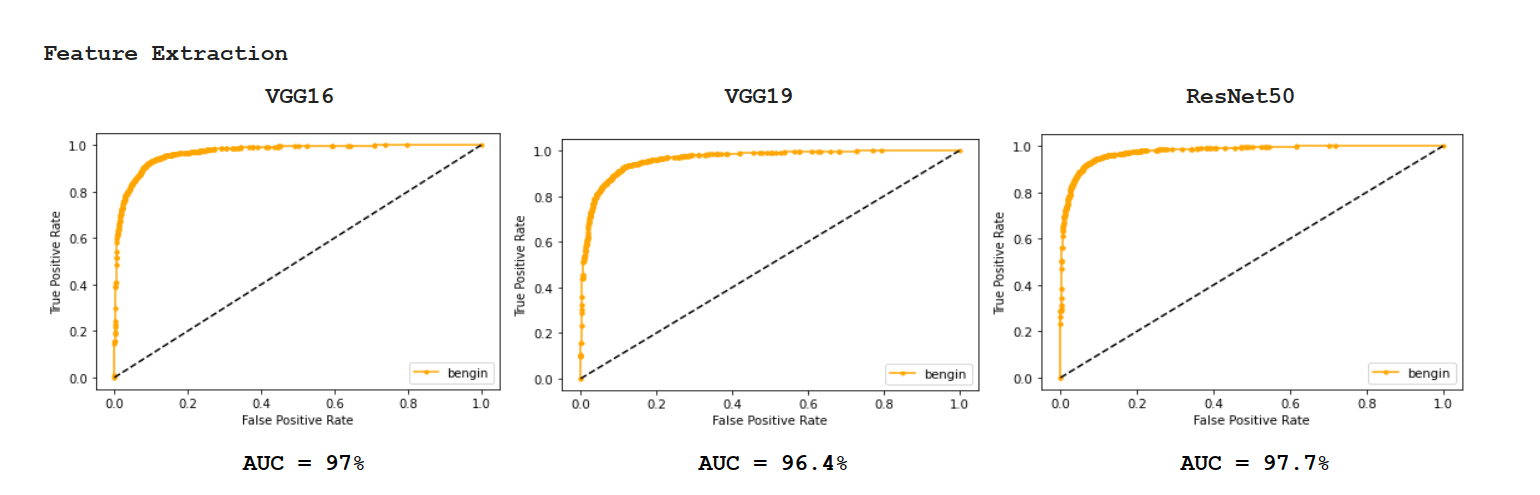 Feature Extraction
VGG16
VGG19
ResNet50
1.0
0.8
0.6
0.4
0.2
0.0
True Positive Rate
0.0 0.2 0.4 0.6 0.8 1.0
False Positive Rate
bengin
1.0
0.8
0.6
0.4
0.2
0.0
True Positive Rate
0.0 0.2 0.4 0.6 0.8 1.0
False Positive Rate
bengin
1.0
0.8
0.6
0.4
0.2
0.0
True Positive Rate
0.0 0.2 0.4 0.6 0.8 1.0
False Positive Rate
bengin
AUC = 97%
AUC = 96.4%
AUC = 97.7%